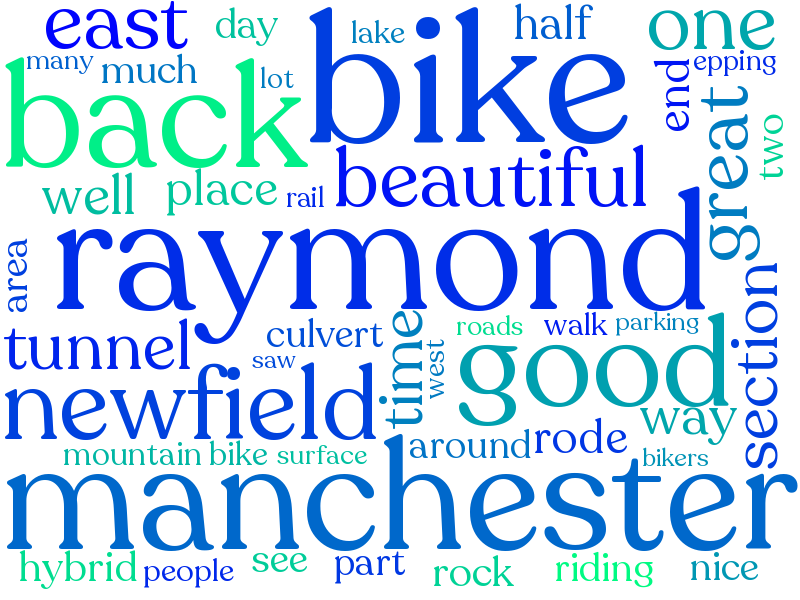 east
day
lake
half
one
many
much
lot
bike
end
epping
back
great
two
well
place
rail
beautiful
area
raymond
section
tunnel
culvert
time
roads
walk
parking
saw
west
good
newfield
way
mountain bike
surface
around
rode
bikers
manchester
hybrid
people
see
part
rock
riding
nice